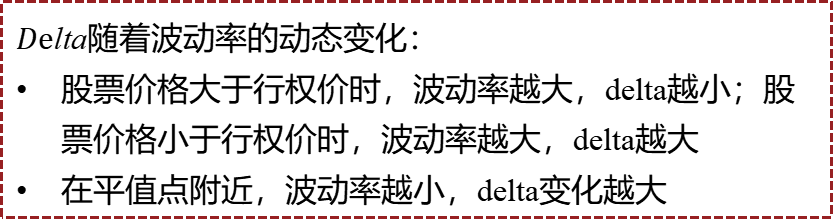 Delta随着波动率的动态变化：
• 股票价格大于行权价时，波动率越大，delta越小；股
票价格小于行权价时，波动率越大，delta越大
• 在平值点附近，波动率越小，delta变化越大